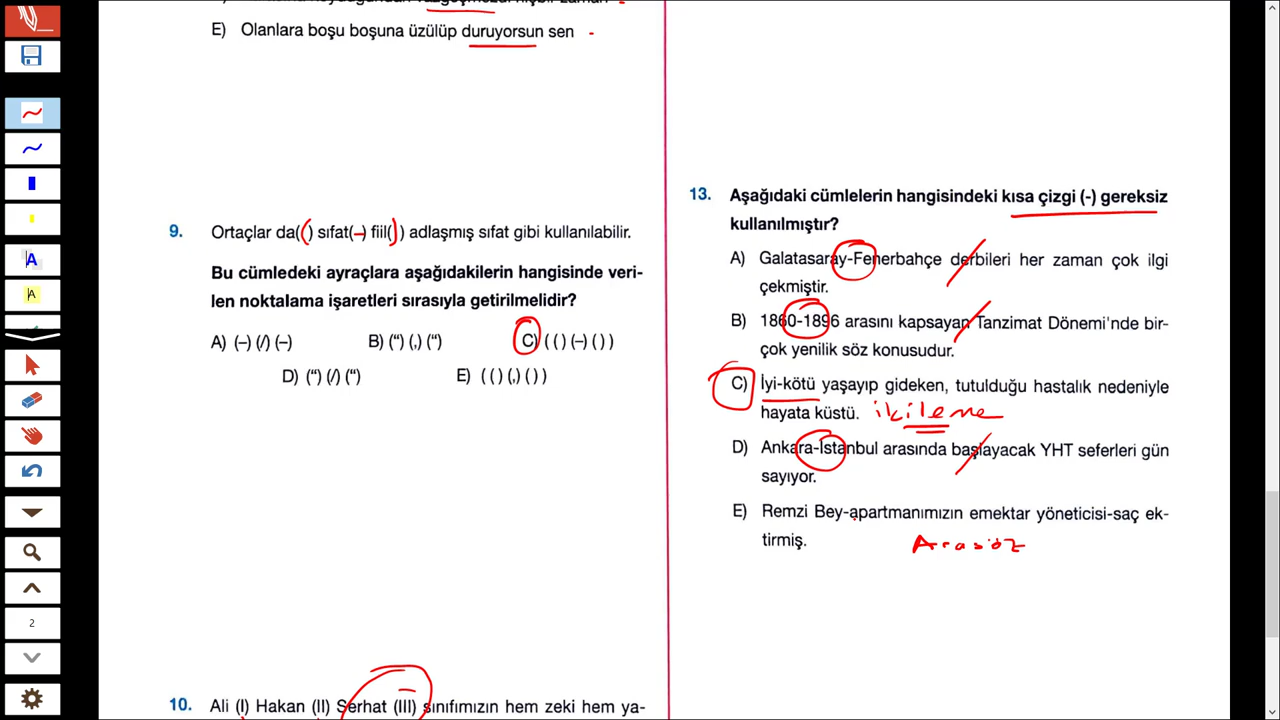 E) Olanlara boşu boşuna üzülüp duruyorsun sen
9. Ortaçlar da( ( ) sıfat(–) fiil( ) ) adlaşmış sıfat gibi kullanılabilir.
Bu cümledeki ayraçlara aşağıdakilerin hangisinde veri-
len noktalama işaretleri sırasıyla getirilmelidir?
A) (–) (/) (–) B) (“) (,) (“) C) ( ( ) (–) ( ) )
D) (“) (/) (“) E) ( ( ) (,) ( ) )
10. Ali (I) Hakan (II) Serhat (III) sınıfımızın hem zeki hem ya-
13. Aşağıdaki cümlelerin hangisindeki kısa çizgi (-) gereksiz
kullanılmıştır?
A) Galatasaray-Fenerbahçe derbileri her zaman çok ilgi
çekmiştir.
B) 1860-1896 arasını kapsayan Tanzimat Dönemi'nde bir-
çok yenilik söz konusudur.
C) İyi-kötü yaşayıp gideken, tutulduğu hastalık nedeniyle
hayata küstü. ikileme
D) Ankara-İstanbul arasında başlayacak YHT seferleri gün
sayıyor.
E) Remzi Bey-apartmanımızın emektar yöneticisi-saç ek-
tirmiş. Arasöz
A
A
2